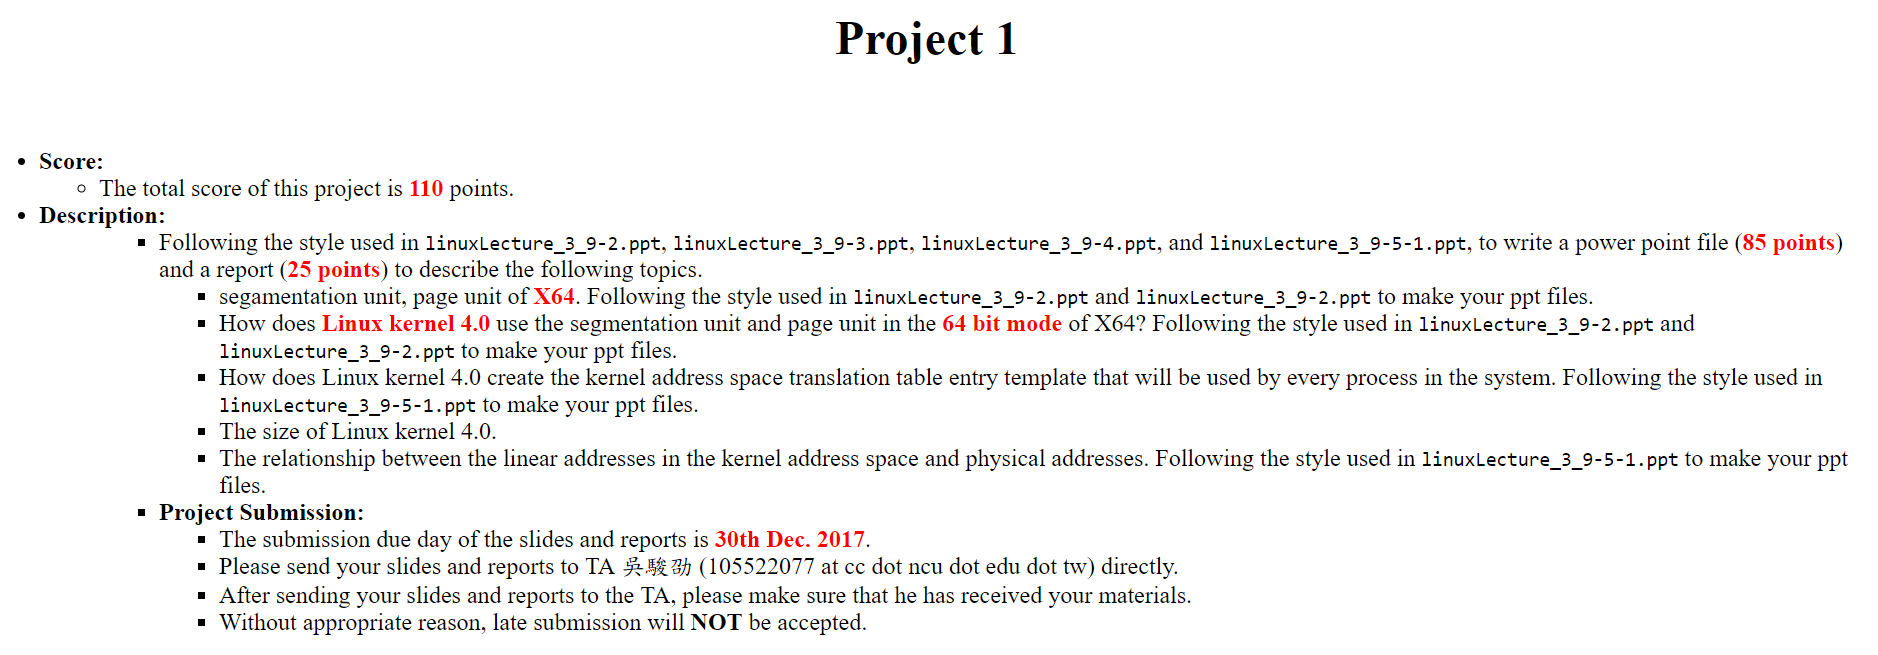 Project 1
Score:
The total score of this project is 110 points.
Description:
Following the style used in linuxLecture_3_9-2.ppt, linuxLecture_3_9-3.ppt, linuxLecture_3_9-4.ppt, and linuxLecture_3_9-5-1.ppt, to write a power point file (85 points)
and a report (25 points) to describe the following topics.
segamentation unit, page unit of X64. Following the style used in linuxLecture_3_9-2.ppt and linuxLecture_3_9-2.ppt to make your ppt files.
How does Linux kernel 4.0 use the segmentation unit and page unit in the 64 bit mode of X64? Following the style used in linuxLecture_3_9-2.ppt and
linuxLecture_3_9-2.ppt to make your ppt files.
How does Linux kernel 4.0 create the kernel address space translation table entry template that will be used by every process in the system. Following the style used in
linuxLecture_3_9-5-1.ppt to make your ppt files.
The size of Linux kernel 4.0.
The relationship between the linear addresses in the kernel address space and physical addresses. Following the style used in linuxLecture_3_9-5-1.ppt to make your ppt
files.
Project Submission:
The submission due day of the slides and reports is 30th Dec. 2017.
Please send your slides and reports to TA 吳駿劭 (105522077 at cc dot ncu dot edu dot tw) directly.
After sending your slides and reports to the TA, please make sure that he has received your materials.
Without appropriate reason, late submission will NOT be accepted.